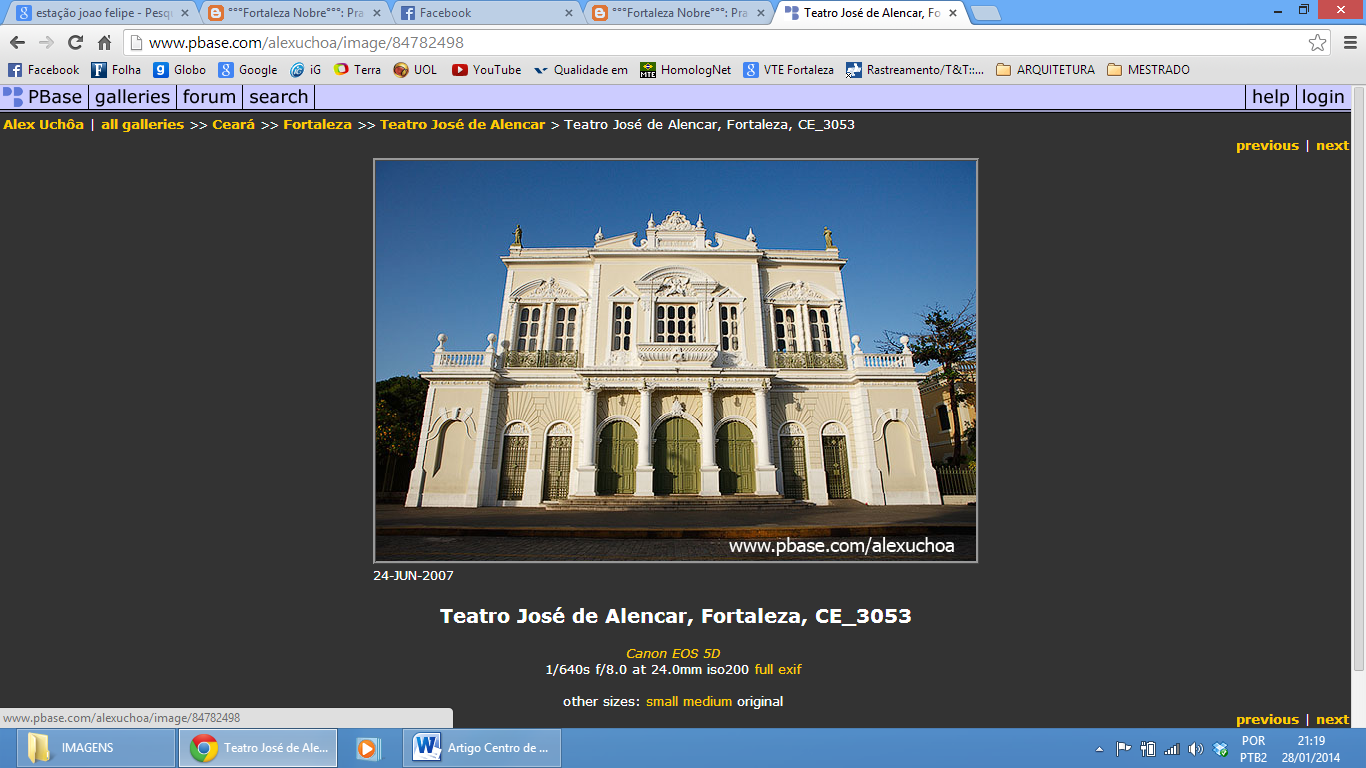 estação joao felipe - Pesqu
°°°Fortaleza Nobre°°°: Pra
Facebook
°°°Fortaleza Nobre°°°: Pra
Teatro José de Alencar, Fo
www.pbase.com/alexuchoa/image/84782498
Facebook Folha Globo Google iG Terra UOL YouTube Qualidade em HomologNet VTE Fortaleza Rastreamento/T&T::... ARQUITETURA MESTRADO
PBase galleries forum search help login
Alex Uchôa | all galleries >> Ceará >> Fortaleza >> Teatro José de Alencar > Teatro José de Alencar, Fortaleza, CE_3053
previous | next
www.pbase.com/alexuchoa
24-JUN-2007
Teatro José de Alencar, Fortaleza, CE_3053
Canon EOS 5D
1/640s f/8.0 at 24.0mm iso200 full exif
other sizes: small medium original
www.pbase.com/alexuchoa/image/84782498
previous | next
IMAGENS
Teatro José de Ale...
Artigo Centro de ...
POR
PTB2
21:19
28/01/2014